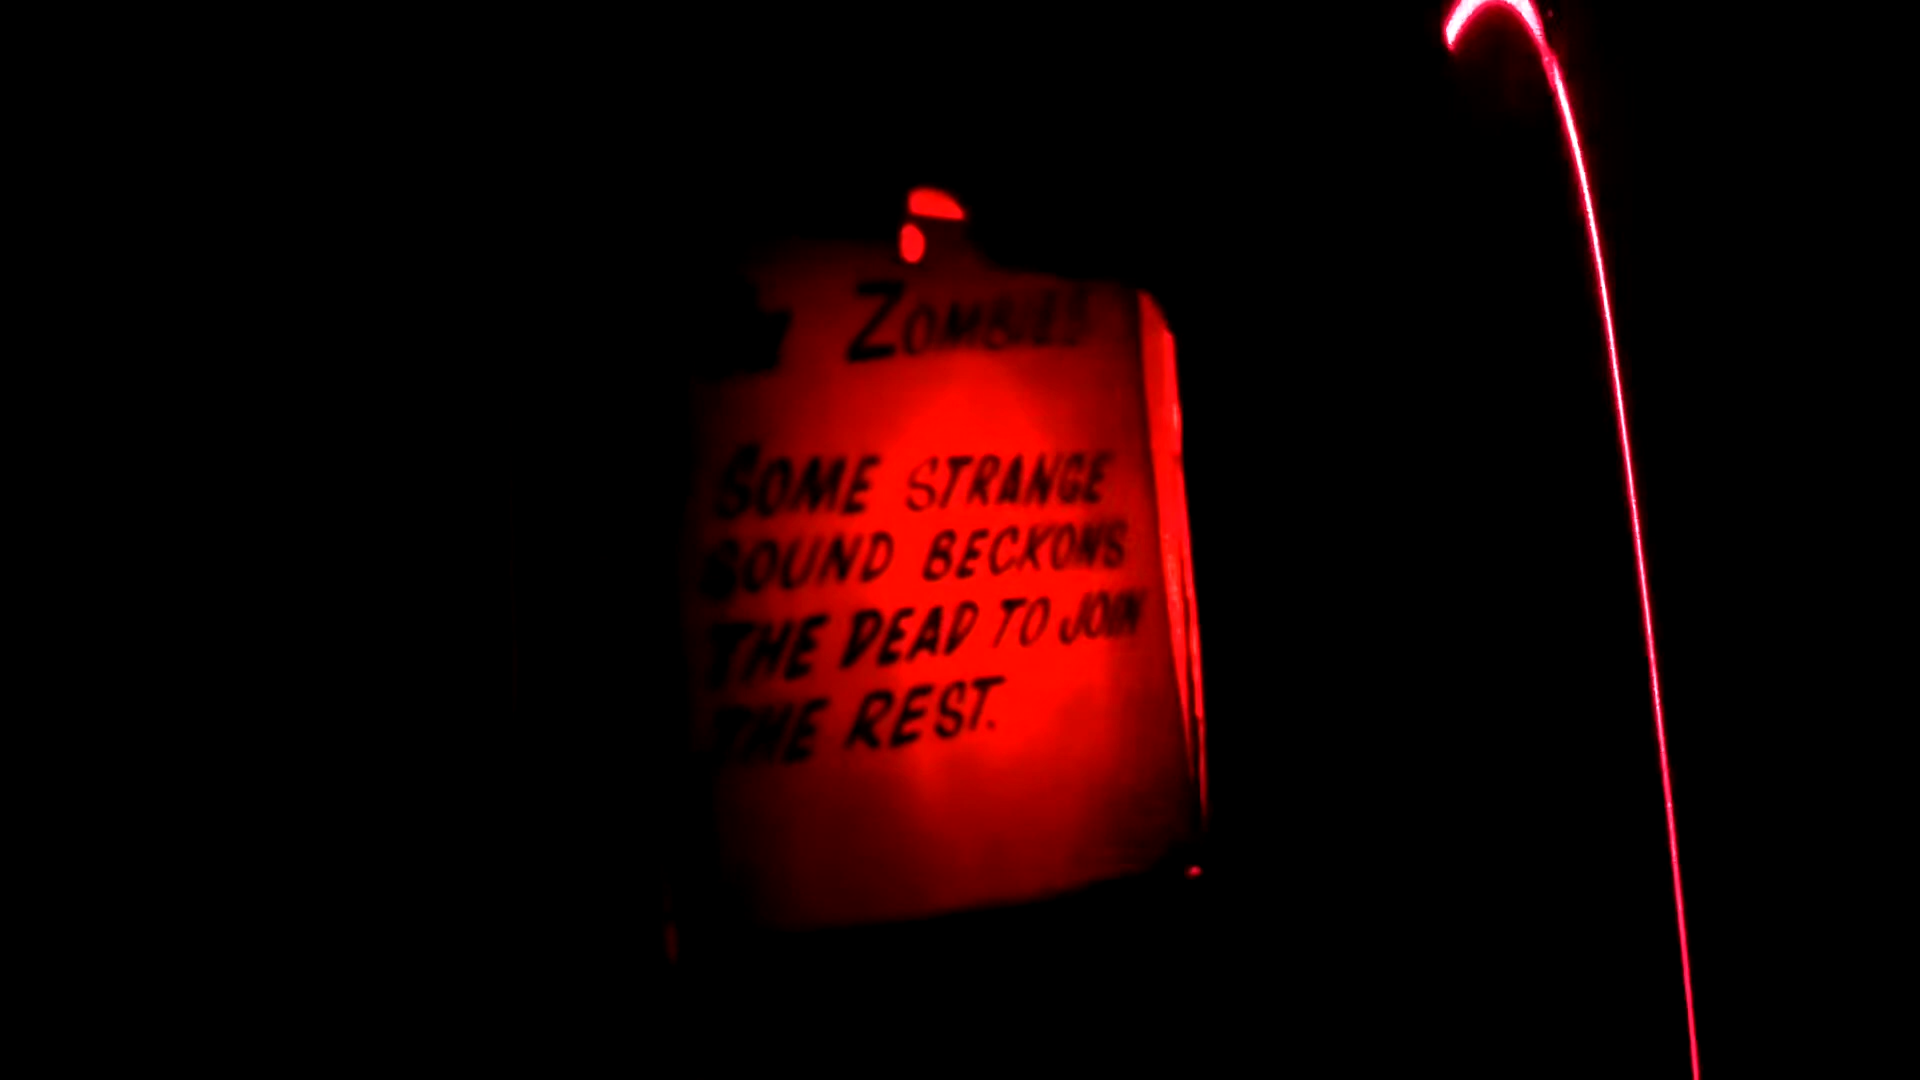 ZOMBIES
SOME STRANGE
SOUND BECKONS
THE DEAD TO JOIN
THE REST.